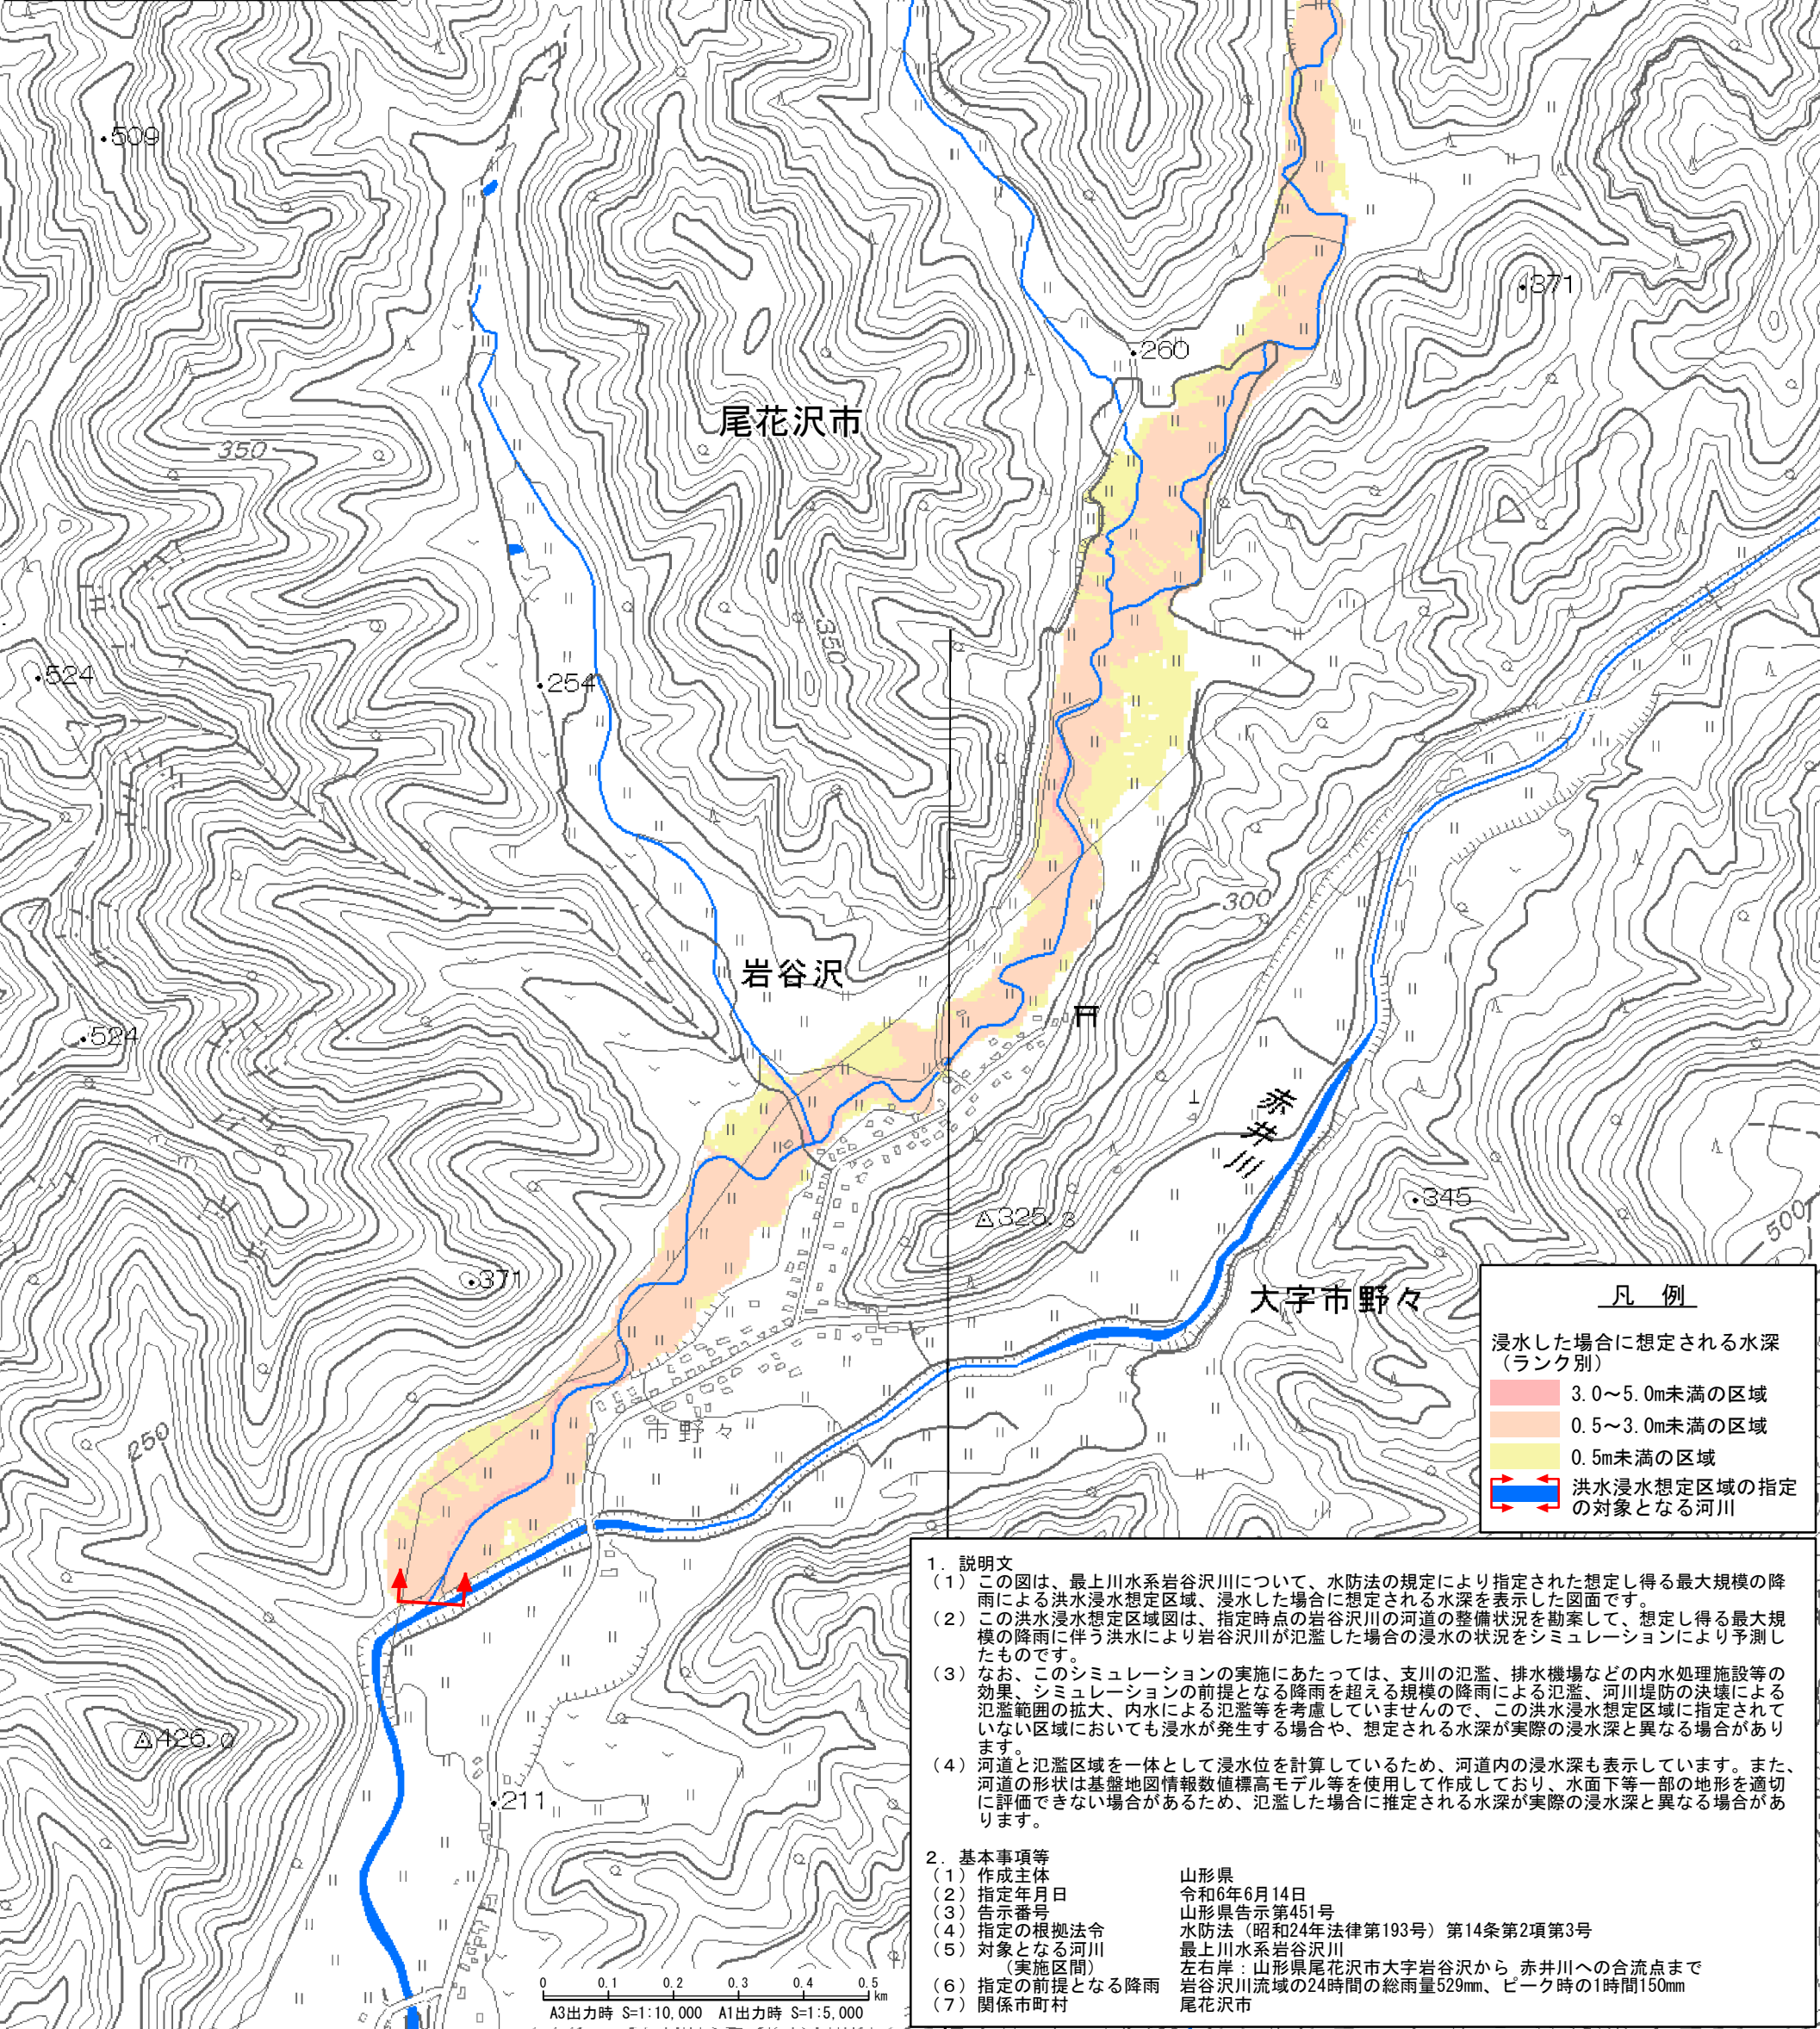 509
371
260
尾花沢市
350
350
524
254
300
岩谷沢
524
赤井川
345
325.3
500
371
大字市野々
250
市野々
426.0
211
凡 例
浸水した場合に想定される水深
（ランク別）
3.0～5.0m未満の区域
0.5～3.0m未満の区域
0.5m未満の区域
洪水浸水想定区域の指定
の対象となる河川
1. 説明文
（1）この図は、最上川水系岩谷沢川について、水防法の規定により指定された想定し得る最大規模の降
雨による洪水浸水想定区域、浸水した場合に想定される水深を表示した図面です。
（2）この洪水浸水想定区域図は、指定時点の岩谷沢川の河道の整備状況を勘案して、想定し得る最大規
模の降雨に伴う洪水により岩谷沢川が氾濫した場合の浸水の状況をシミュレーションにより予測し
たものです。
（3）なお、このシミュレーションの実施にあたっては、支川の氾濫、排水機場などの内水処理施設等の
効果、シミュレーションの前提となる降雨を超える規模の降雨による氾濫、河川堤防の決壊による
氾濫範囲の拡大、内水による氾濫等を考慮していませんので、この洪水浸水想定区域に指定されて
いない区域においても浸水が発生する場合や、想定される水深が実際の浸水深と異なる場合があり
ます。
（4）河道と氾濫区域を一体として浸水位を計算しているため、河道内の浸水深も表示しています。また、
河道の形状は基盤地図情報数値標高モデル等を使用して作成しており、水面下等一部の地形を適切
に評価できない場合があるため、氾濫した場合に推定される水深が実際の浸水深と異なる場合があ
ります。
2. 基本事項等
（1）作成主体 山形県
（2）指定年月日 令和6年6月14日
（3）告示番号 山形県告示第451号
（4）指定の根拠法令 水防法（昭和24年法律第193号）第14条第2項第3号
（5）対象となる河川 最上川水系岩谷沢川
（実施区間） 左右岸：山形県尾花沢市大字岩谷沢から 赤井川への合流点まで
（6）指定の前提となる降雨 岩谷沢川流域の24時間の総雨量529mm、ピーク時の1時間150mm
（7）関係市町村 尾花沢市
0 0.1 0.2 0.3 0.4 0.5
km
A3出力時 S=1:10,000 A1出力時 S=1:5,000